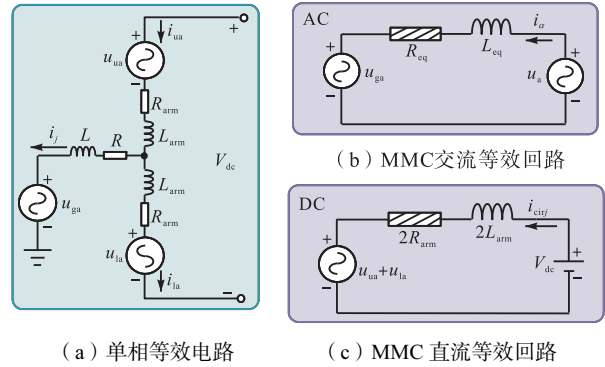 +
i_ua
+
u_ua
−
R_arm
L_arm
i_j
L
R
V_dc
L_arm
+
u_ga
−
R_arm
+
u_la
−
i_la
−
（a）单相等效电路
AC
R_eq
L_eq
i_α
+
u_ga
−
+
u_a
−
（b）MMC交流等效回路
DC
2R_arm
2L_arm
i_cirj
+
u_ua+u_la
−
V_dc
+
−
（c）MMC 直流等效回路